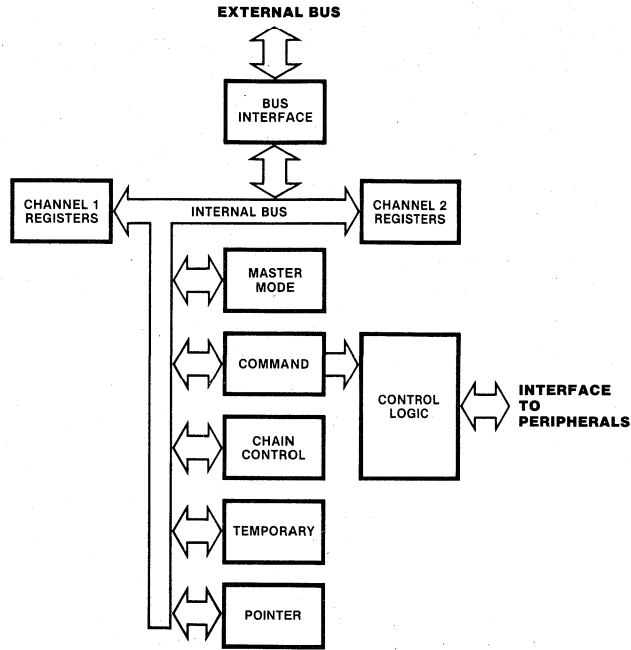 EXTERNAL BUS
BUS
INTERFACE
CHANNEL 1
REGISTERS
INTERNAL BUS
CHANNEL 2
REGISTERS
MASTER
MODE
COMMAND
CONTROL
LOGIC
INTERFACE
TO
PERIPHERALS
CHAIN
CONTROL
TEMPORARY
POINTER